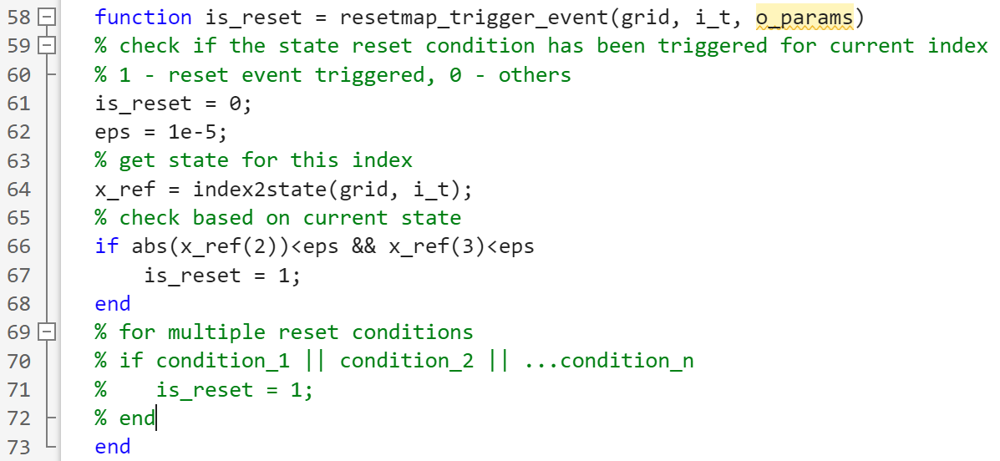 58 function is_reset = resetmap_trigger_event(grid, i_t, o_params)
59 % check if the state reset condition has been triggered for current index
60 % 1 - reset event triggered, 0 - others
61 is_reset = 0;
62 eps = 1e-5;
63 % get state for this index
64 x_ref = index2state(grid, i_t);
65 % check based on current state
66 if abs(x_ref(2))<eps && x_ref(3)<eps
67     is_reset = 1;
68 end
69 % for multiple reset conditions
70 % if condition_1 || condition_2 || ...condition_n
71 %    is_reset = 1;
72 % end
73 end